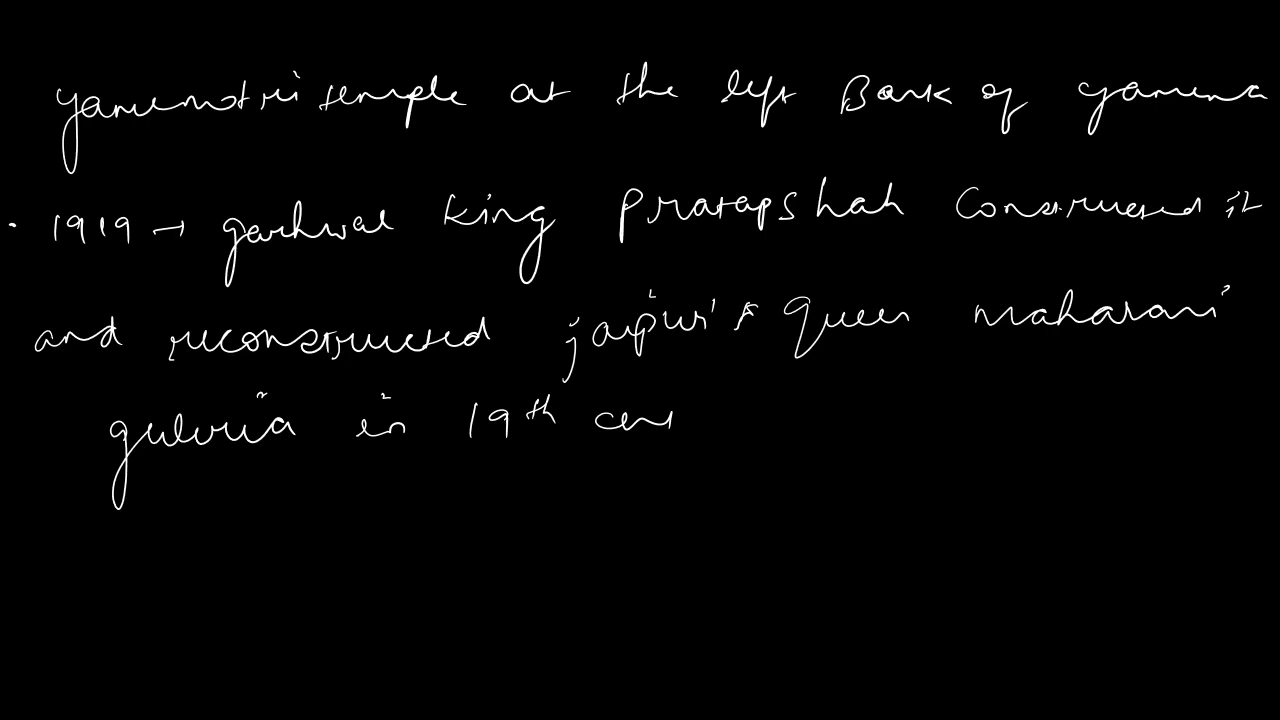 yamunotri temple at the left Bank of yamuna
· 1919 → garhwal king Pratapshah Constructed it
and reconstructed jaipur's queen maharani
guleria in 19th cent